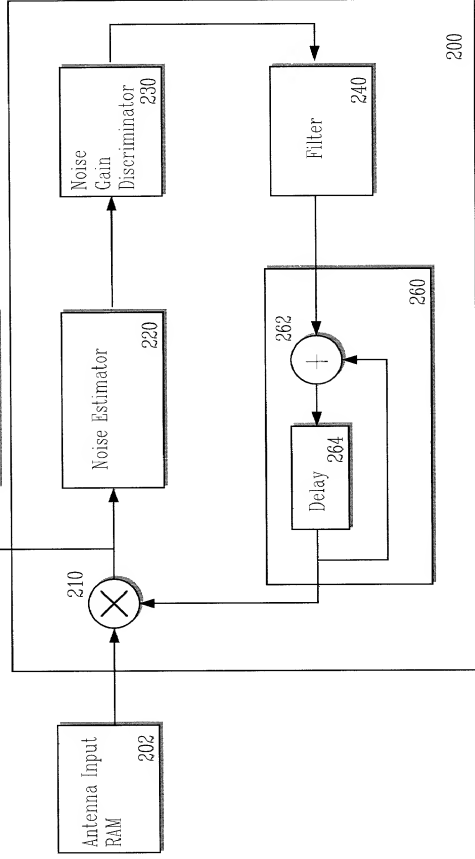 Antenna Input
RAM
202
210
Noise Estimator
220
Noise
Gain
Discriminator
230
Filter
240
262
Delay
264
260
200